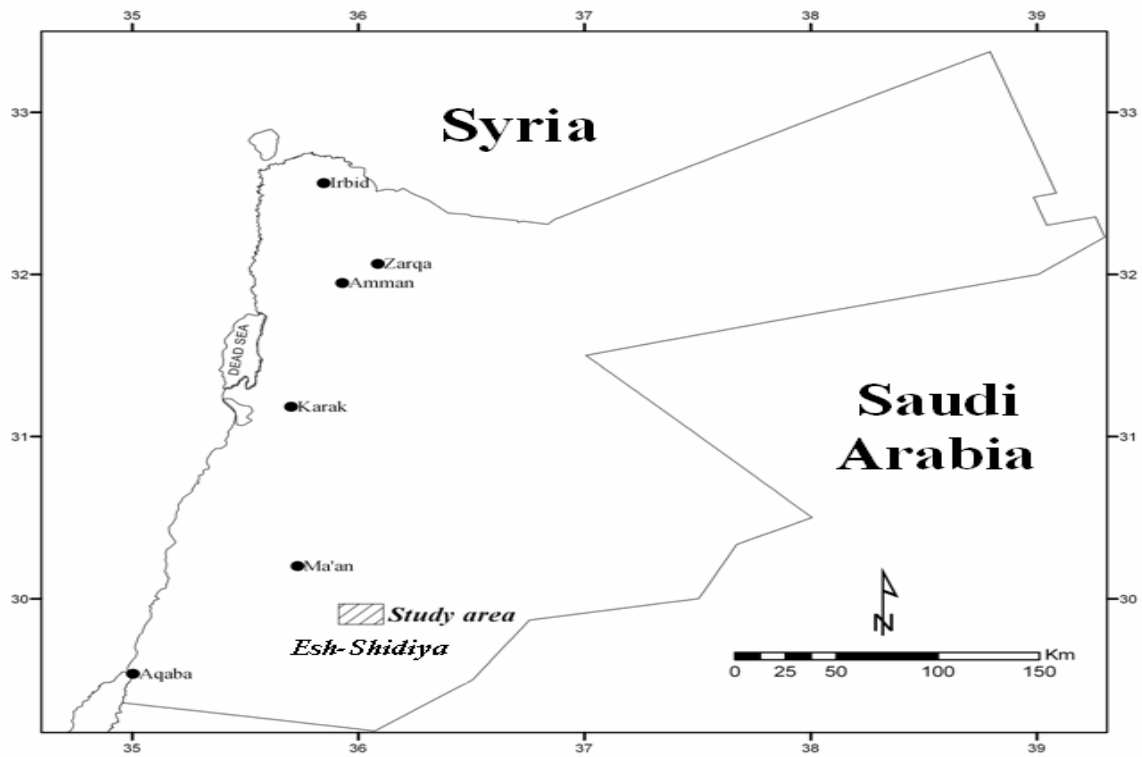 35 36 37 38 39
33 33
Syria
Irbid
Zarqa
32 32
Amman
DEAD SEA
Saudi
Arabia
Karak
31 31
Ma'an
30 30
Study area
N
Esh-Shidiya
Km
Aqaba
0 25 50 100 150
35 36 37 38 39